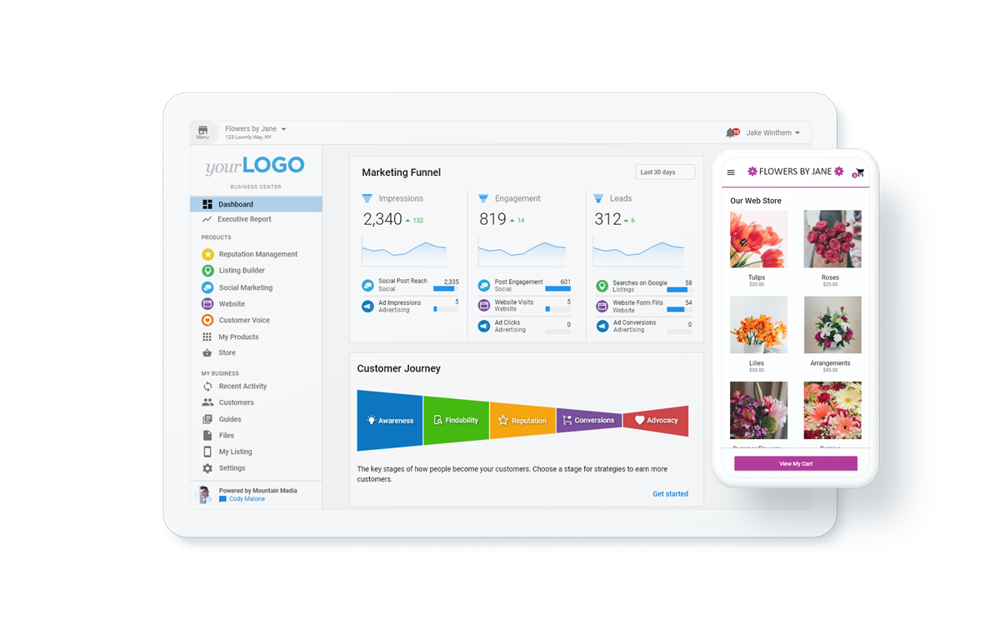 Menu
Flowers by Jane
123 Loomly Way, NY
10
Jake Winthem
yourLOGO
BUSINESS CENTER
Dashboard
Executive Report
PRODUCTS
Reputation Management
Listing Builder
Social Marketing
Website
Customer Voice
My Products
Store
MY BUSINESS
Recent Activity
Customers
Guides
Files
My Listing
Settings
Powered by Mountain Media
Cody Malone
Marketing Funnel
Last 30 days
Impressions
2,340 132
Social Post Reach 2,335
Social
Ad Impressions 5
Advertising
Engagement
819 14
Post Engagement 601
Social
Website Visits 5
Website
Ad Clicks 0
Advertising
Leads
312 6
Searches on Google 58
Listings
Website Form Fills 54
Website
Ad Conversions 0
Advertising
Customer Journey
Awareness
Findability
Reputation
Conversions
Advocacy
The key stages of how people become your customers. Choose a stage for strategies to earn more
customers.
Get started
FLOWERS BY JANE
Our Web Store
Tulips
$20.00
Roses
$25.00
Lilies
$35.00
Arrangements
$45.00
Summer Flowers
Daisies
View My Cart